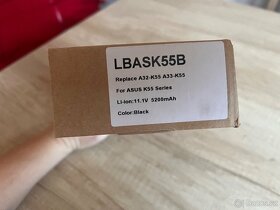 LBASK55B
Replace A32-K55 A33-K55
For ASUS K55 Series
Li-Ion:11.1V 5200mAh
Color:Black